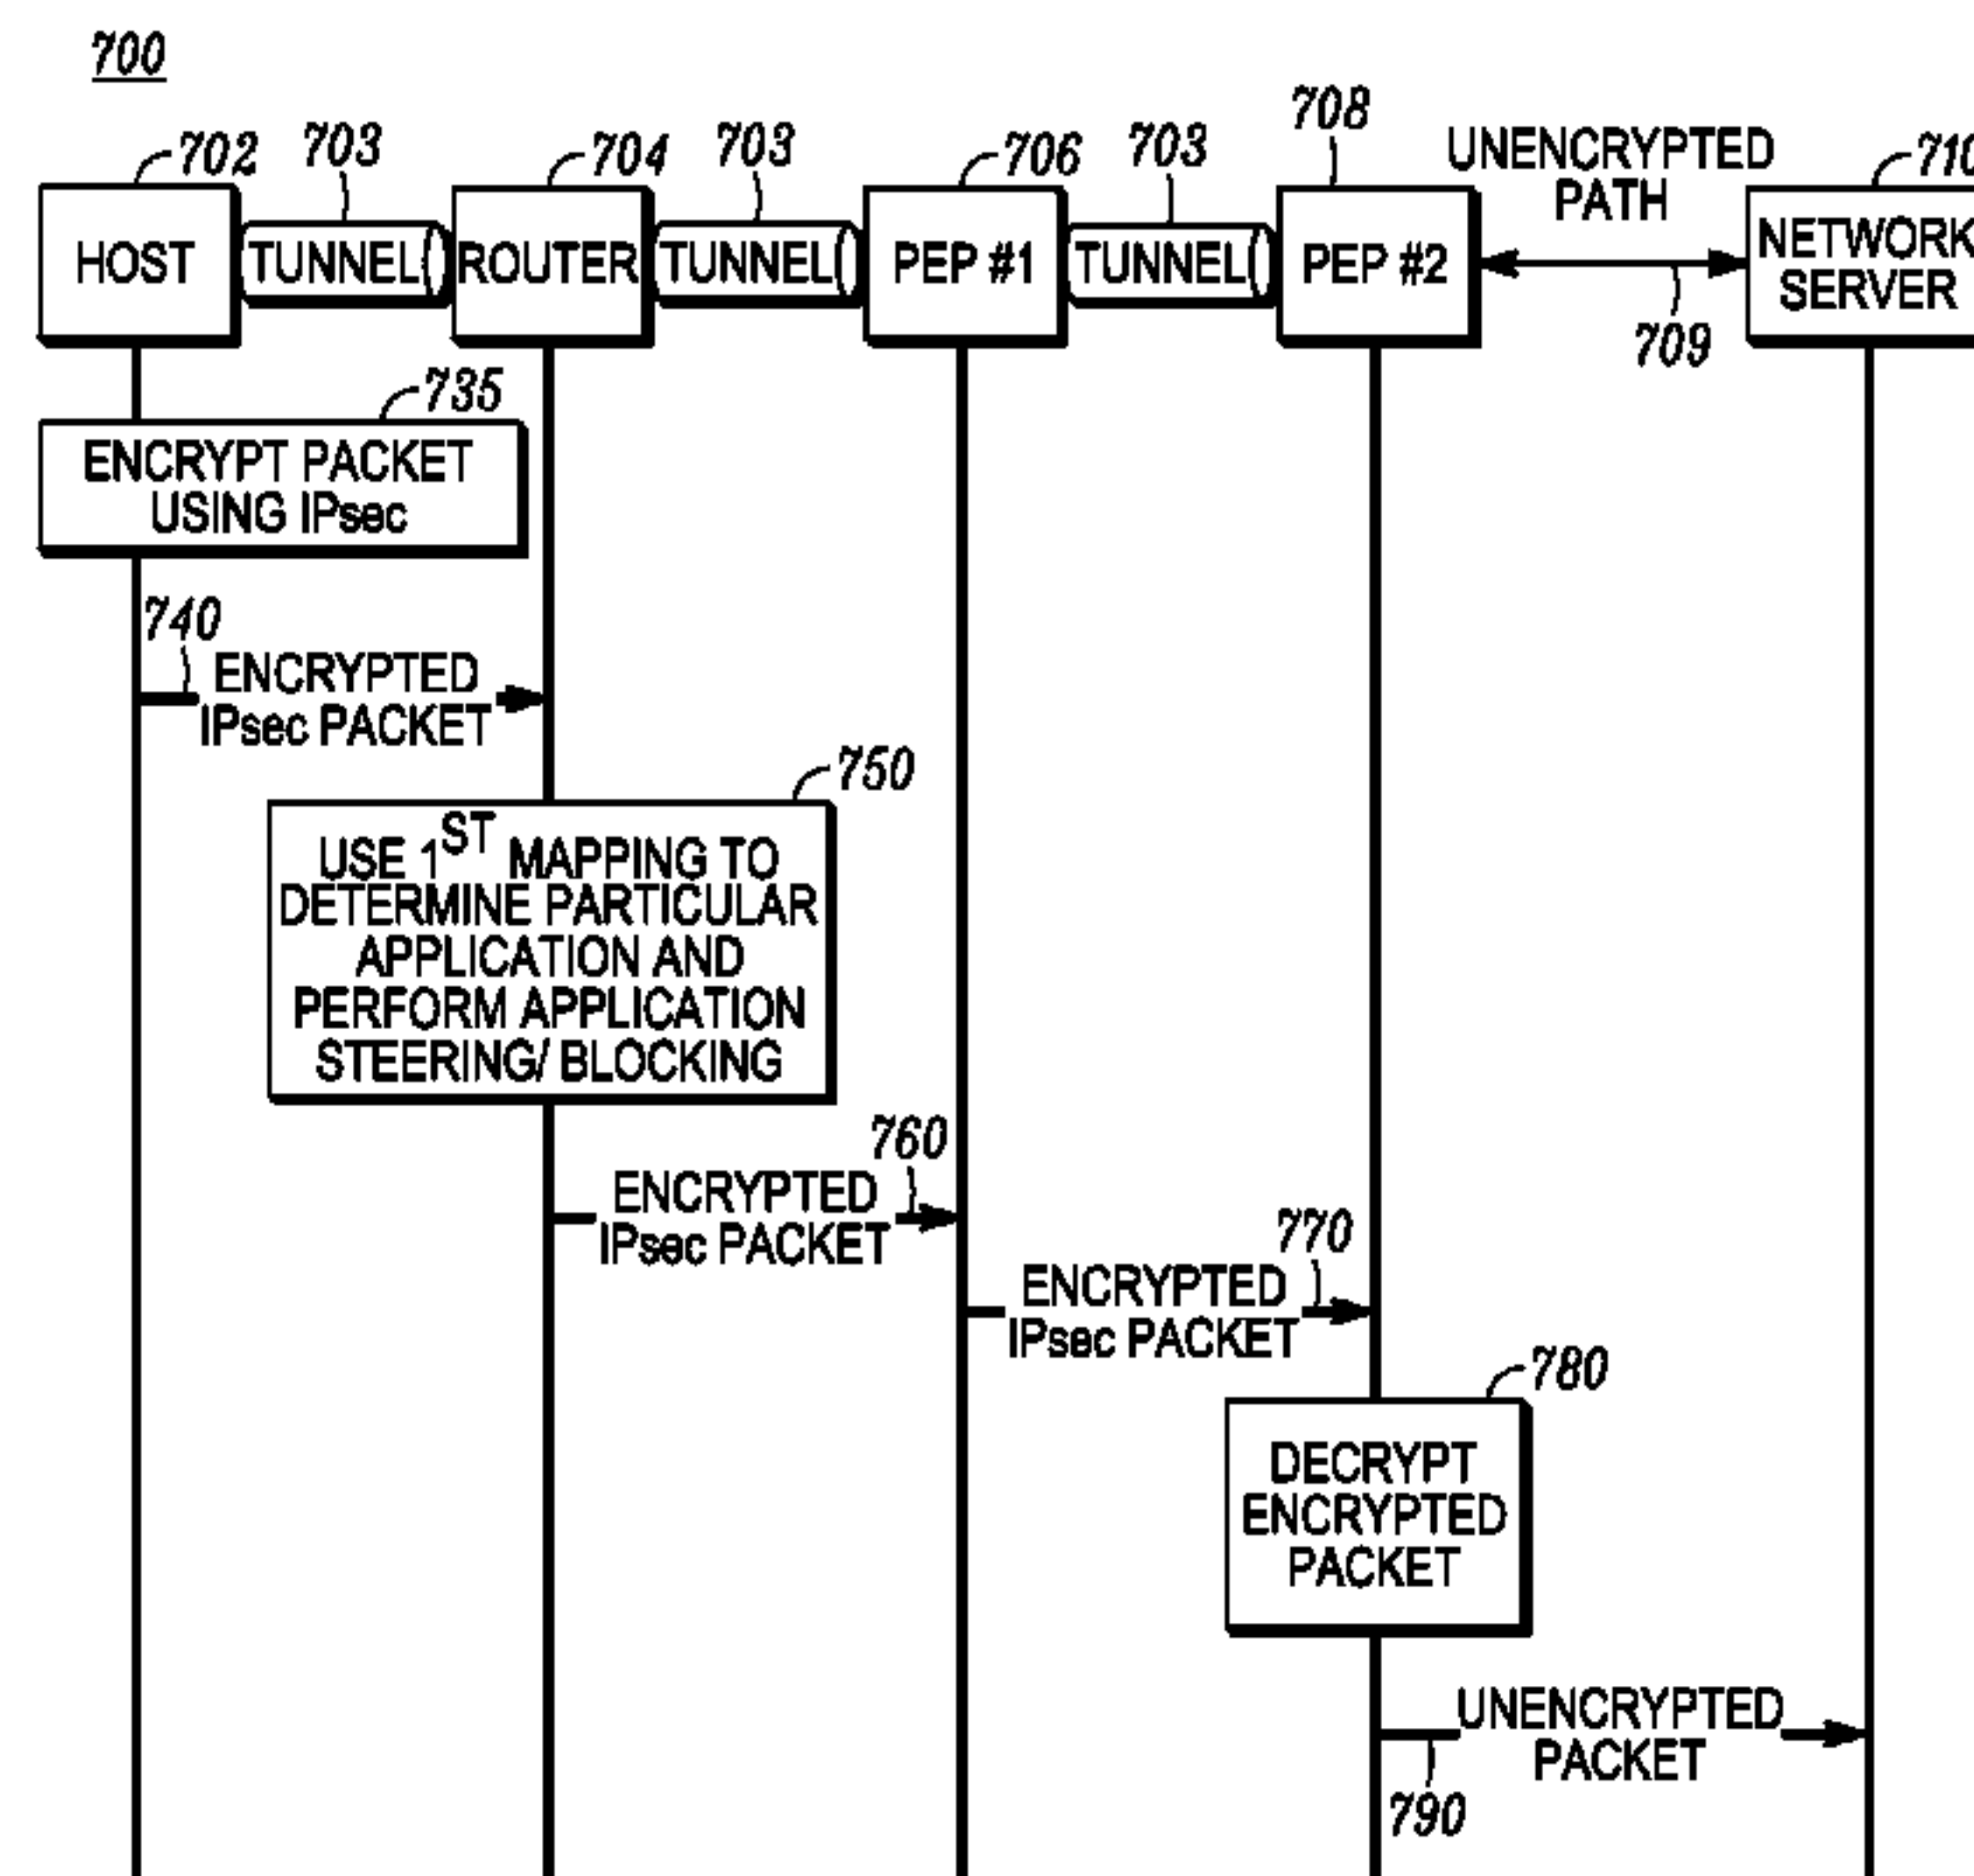 700
702
703
704
703
706
703
708
UNENCRYPTED
PATH
710
HOST
TUNNEL
ROUTER
TUNNEL
PEP #1
TUNNEL
PEP #2
NETWORK
SERVER
709
735
ENCRYPT PACKET
USING IPsec
740
ENCRYPTED
IPsec PACKET
750
USE 1ST MAPPING TO
DETERMINE PARTICULAR
APPLICATION AND
PERFORM APPLICATION
STEERING/ BLOCKING
760
ENCRYPTED
IPsec PACKET
770
ENCRYPTED
IPsec PACKET
780
DECRYPT
ENCRYPTED
PACKET
UNENCRYPTED
PACKET
790